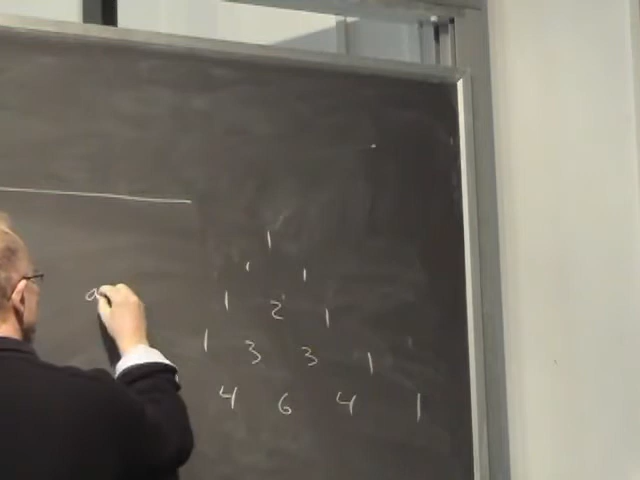 1
1 1
1 2 1
1 3 3 1
4 6 4 1
a